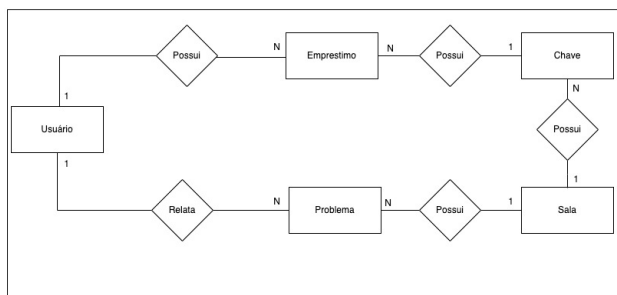 Possui
N
Emprestimo
N
Possui
1
Chave
1
N
Usuário
Possui
1
1
Relata
N
Problema
N
Possui
1
Sala